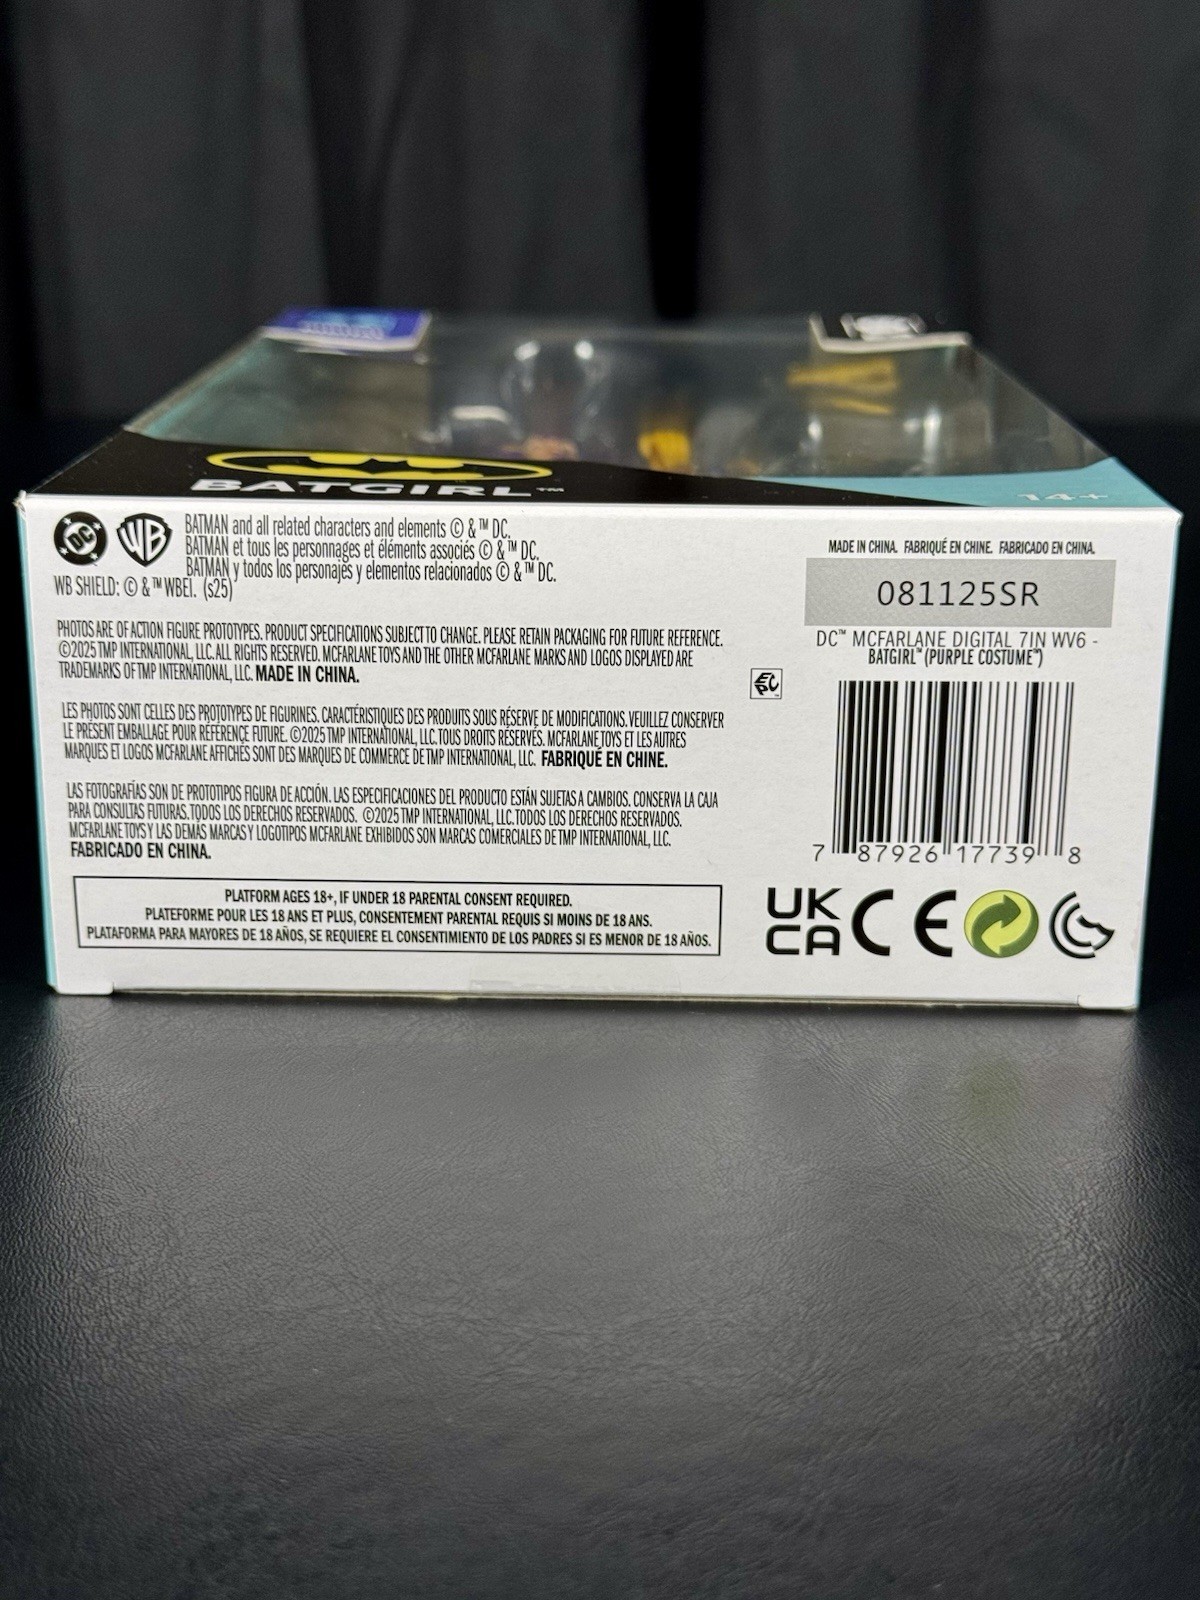 BATGIRL™
14+
DC
WB
BATMAN and all related characters and elements © & ™ DC.
BATMAN et tous les personnages et éléments associés © & ™ DC.
BATMAN y todos los personajes y elementos relacionados © & ™ DC.
WB SHIELD: © & ™ WBEI. (s25)
PHOTOS ARE OF ACTION FIGURE PROTOTYPES. PRODUCT SPECIFICATIONS SUBJECT TO CHANGE. PLEASE RETAIN PACKAGING FOR FUTURE REFERENCE.
©2025 TMP INTERNATIONAL, LLC. ALL RIGHTS RESERVED. MCFARLANE TOYS AND THE OTHER MCFARLANE MARKS AND LOGOS DISPLAYED ARE
TRADEMARKS OF TMP INTERNATIONAL, LLC. MADE IN CHINA.
LES PHOTOS SONT CELLES DES PROTOTYPES DE FIGURINES. CARACTÉRISTIQUES DES PRODUITS SOUS RÉSERVE DE MODIFICATIONS. VEUILLEZ CONSERVER
LE PRÉSENT EMBALLAGE POUR RÉFÉRENCE FUTURE. ©2025 TMP INTERNATIONAL, LLC. TOUS DROITS RÉSERVÉS. MCFARLANE TOYS ET LES AUTRES
MARQUES ET LOGOS MCFARLANE AFFICHÉS SONT DES MARQUES DE COMMERCE DE TMP INTERNATIONAL, LLC. FABRIQUÉ EN CHINE.
LAS FOTOGRAFÍAS SON DE PROTOTIPOS FIGURA DE ACCIÓN. LAS ESPECIFICACIONES DEL PRODUCTO ESTÁN SUJETAS A CAMBIOS. CONSERVA LA CAJA
PARA CONSULTAS FUTURAS. TODOS LOS DERECHOS RESERVADOS. ©2025 TMP INTERNATIONAL, LLC. TODOS LOS DERECHOS RESERVADOS.
MCFARLANE TOYS Y LAS DEMÁS MARCAS Y LOGOTIPOS MCFARLANE EXHIBIDOS SON MARCAS COMERCIALES DE TMP INTERNATIONAL, LLC.
FABRICADO EN CHINA.
PLATFORM AGES 18+, IF UNDER 18 PARENTAL CONSENT REQUIRED.
PLATEFORME POUR LES 18 ANS ET PLUS, CONSENTEMENT PARENTAL REQUIS SI MOINS DE 18 ANS.
PLATAFORMA PARA MAYORES DE 18 AÑOS, SE REQUIERE EL CONSENTIMIENTO DE LOS PADRES SI ES MENOR DE 18 AÑOS.
MADE IN CHINA. FABRIQUÉ EN CHINE. FABRICADO EN CHINA.
081125SR
DC™ MCFARLANE DIGITAL 7IN WV6 -
BATGIRL™ (PURPLE COSTUME™)
7 87926 17739 8
UK
CA
CE